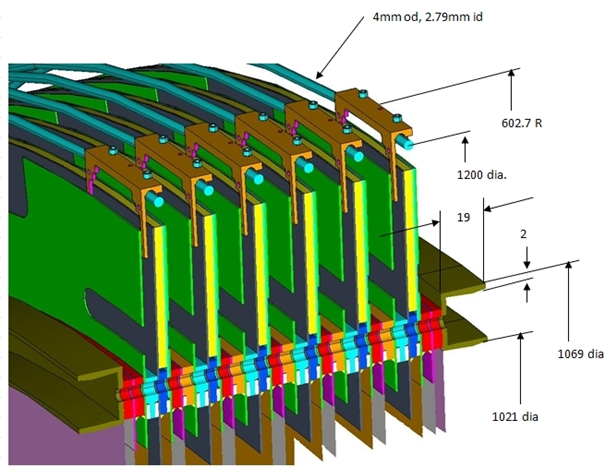 4mm od, 2.79mm id
602.7 R
1200 dia.
19
2
1069 dia
1021 dia